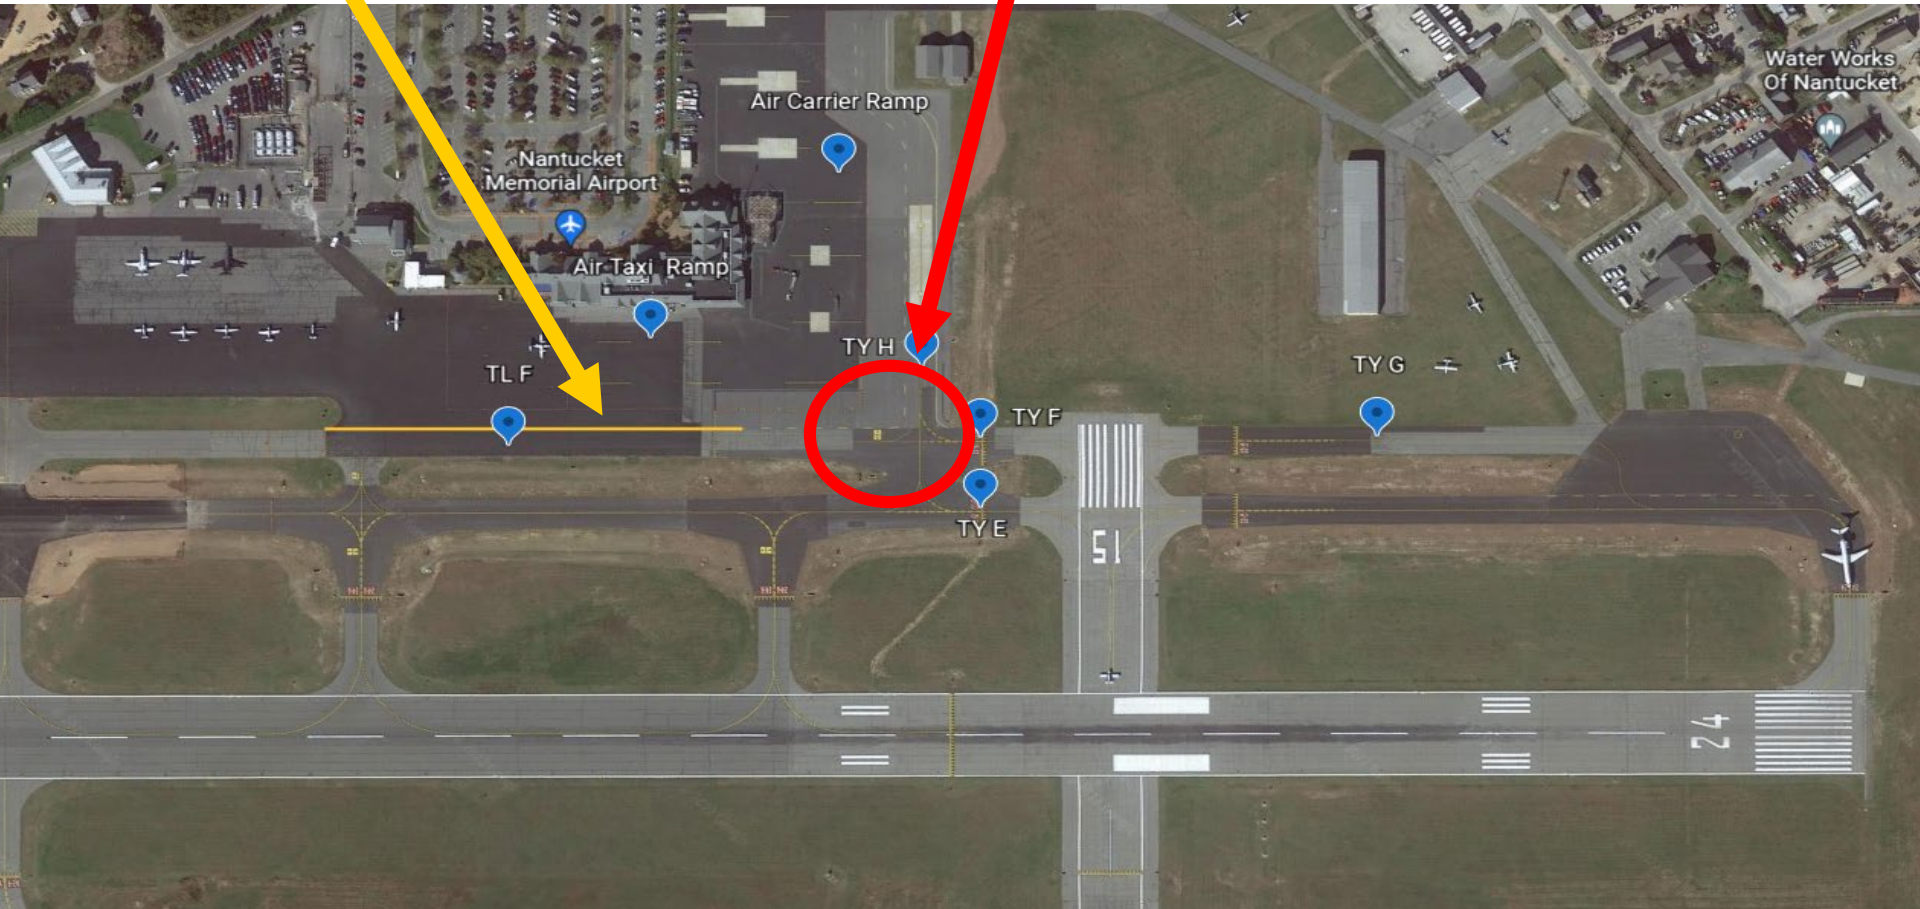 Water Works
Of Nantucket
Air Carrier Ramp
Nantucket
Memorial Airport
Air Taxi Ramp
TY H
TL F
TY G
TY F
TY E
15
24